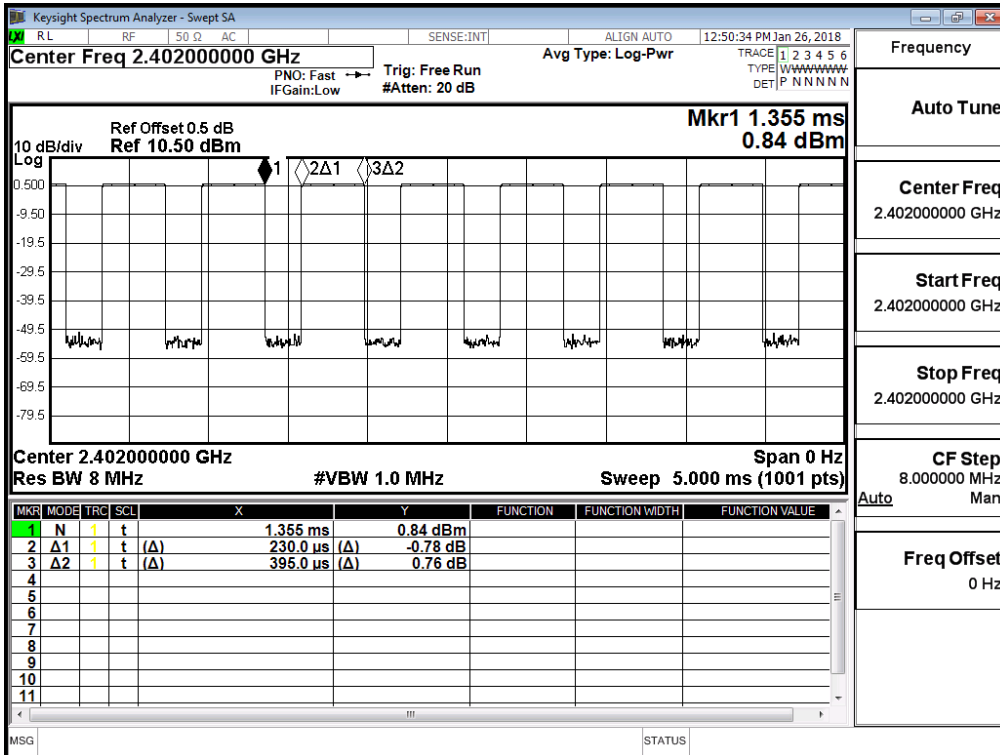 Keysight Spectrum Analyzer - Swept SA
LXI RL RF 50 Ω AC SENSE:INT ALIGN AUTO 12:50:34 PM Jan 26, 2018
Center Freq 2.402000000 GHz
PNO: Fast
IFGain:Low
Trig: Free Run
#Atten: 20 dB
Avg Type: Log-Pwr
TRACE 1 2 3 4 5 6
TYPE WWWWWW
DET P N N N N N
Ref Offset 0.5 dB
10 dB/div Ref 10.50 dBm
Log
Mkr1 1.355 ms
0.84 dBm
1 2Δ1 3Δ2
0.500
-9.50
-19.5
-29.5
-39.5
-49.5
-59.5
-69.5
-79.5
Center 2.402000000 GHz Span 0 Hz
Res BW 8 MHz #VBW 1.0 MHz Sweep 5.000 ms (1001 pts)
MKR MODE TRC SCL X Y FUNCTION FUNCTION WIDTH FUNCTION VALUE
1 N 1 t 1.355 ms 0.84 dBm
2 Δ1 1 t (Δ) 230.0 µs (Δ) -0.78 dB
3 Δ2 1 t (Δ) 395.0 µs (Δ) 0.76 dB
4
5
6
7
8
9
10
11
MSG STATUS
Frequency
Auto Tune
Center Freq
2.402000000 GHz
Start Freq
2.402000000 GHz
Stop Freq
2.402000000 GHz
CF Step
8.000000 MHz
Auto Man
Freq Offset
0 Hz